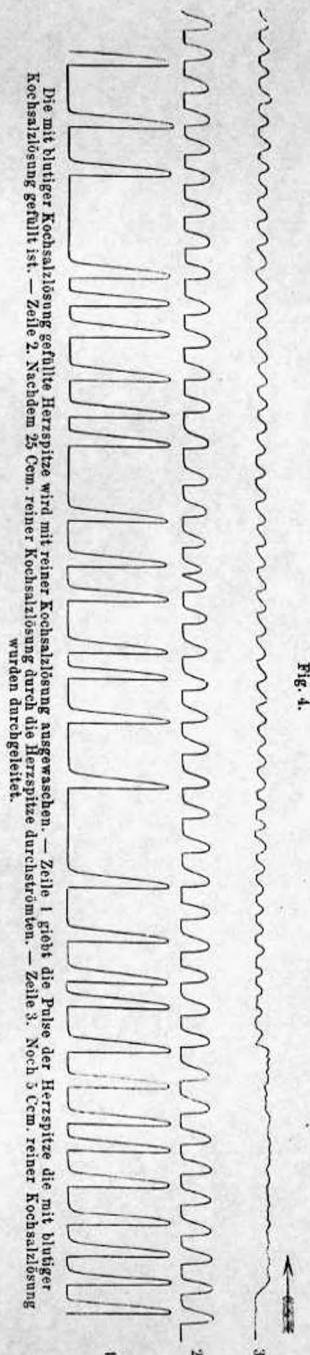 Fig. 4.
3
2
1
Die mit blutiger Kochsalzlösung gefüllte Herzspitze wird mit reiner Kochsalzlösung ausgewaschen. — Zeile 1 giebt die Pulse der Herzspitze die mit blutiger
Kochsalzlösung gefüllt ist. — Zeile 2. Nachdem 25 Ccm. reiner Kochsalzlösung durch die Herzspitze durchströmten. — Zeile 3. Noch 5 Ccm. reiner Kochsalzlösung
wurden durchgeleitet.